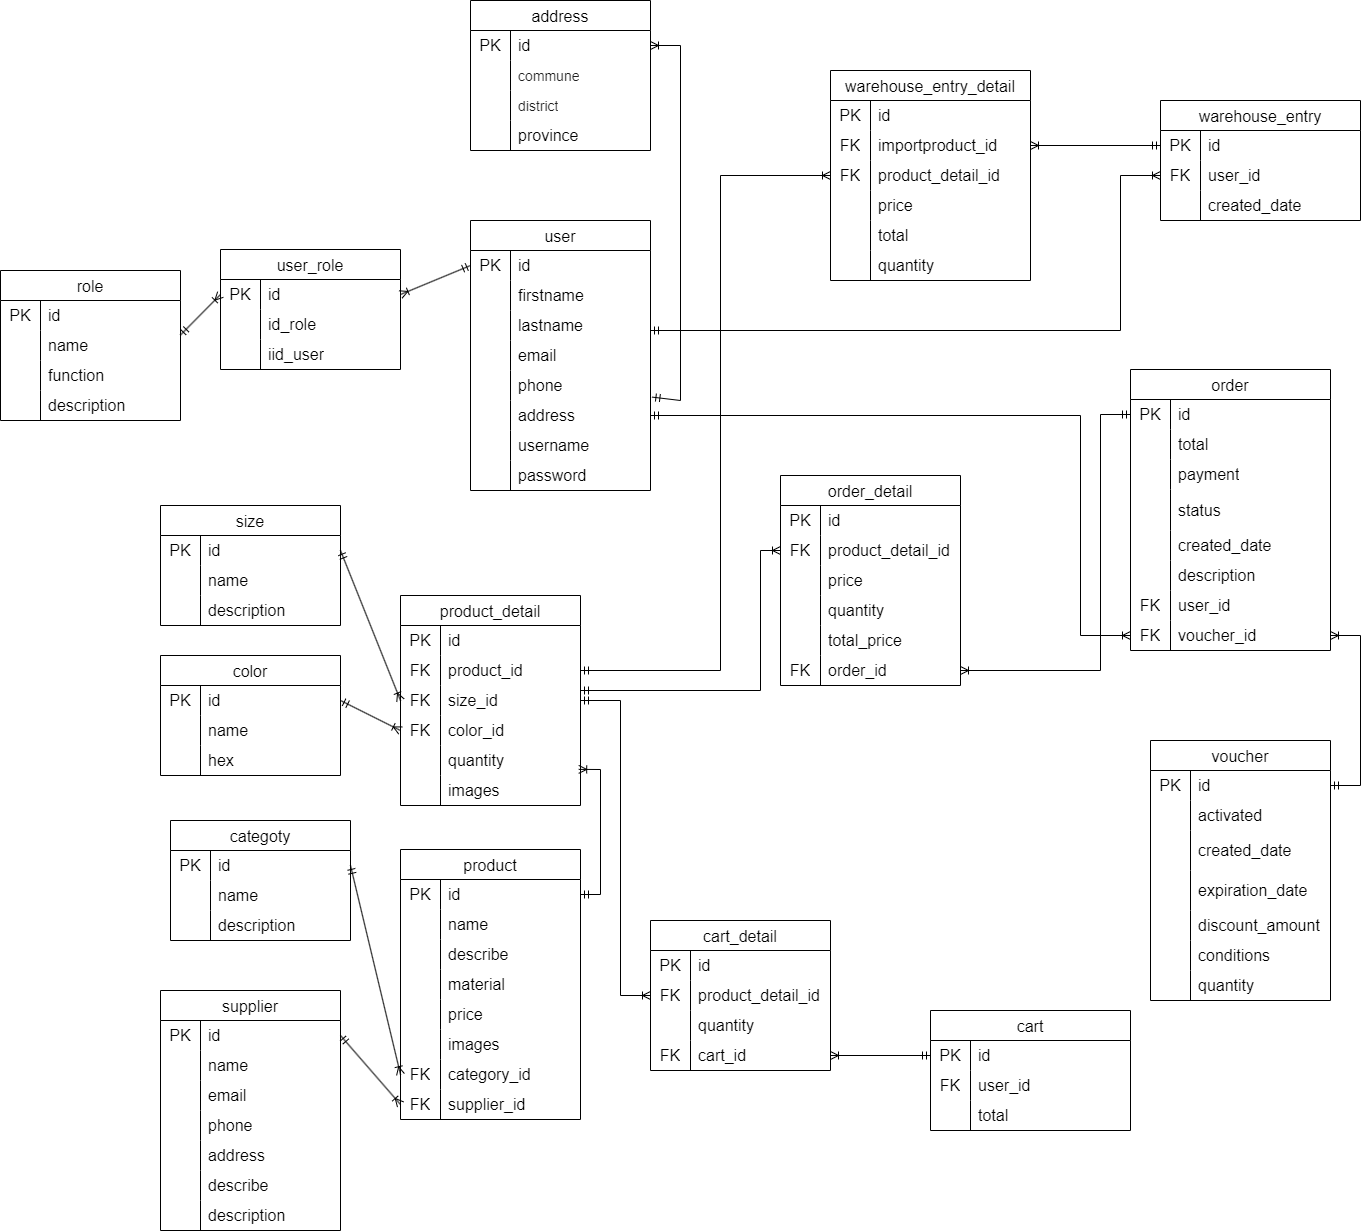 address
PK id
commune
district
province
warehouse_entry_detail
PK id
FK importproduct_id
FK product_detail_id
price
total
quantity
warehouse_entry
PK id
FK user_id
created_date
user
PK id
firstname
lastname
email
phone
address
username
password
user_role
PK id
id_role
iid_user
role
PK id
name
function
description
order
PK id
total
payment
status
created_date
description
FK user_id
FK voucher_id
order_detail
PK id
FK product_detail_id
price
quantity
total_price
FK order_id
size
PK id
name
description
product_detail
PK id
FK product_id
FK size_id
FK color_id
quantity
images
color
PK id
name
hex
voucher
PK id
activated
created_date
expiration_date
discount_amount
conditions
quantity
categoty
PK id
name
description
product
PK id
name
describe
material
price
images
FK category_id
FK supplier_id
cart_detail
PK id
FK product_detail_id
quantity
FK cart_id
supplier
PK id
name
email
phone
address
describe
description
cart
PK id
FK user_id
total